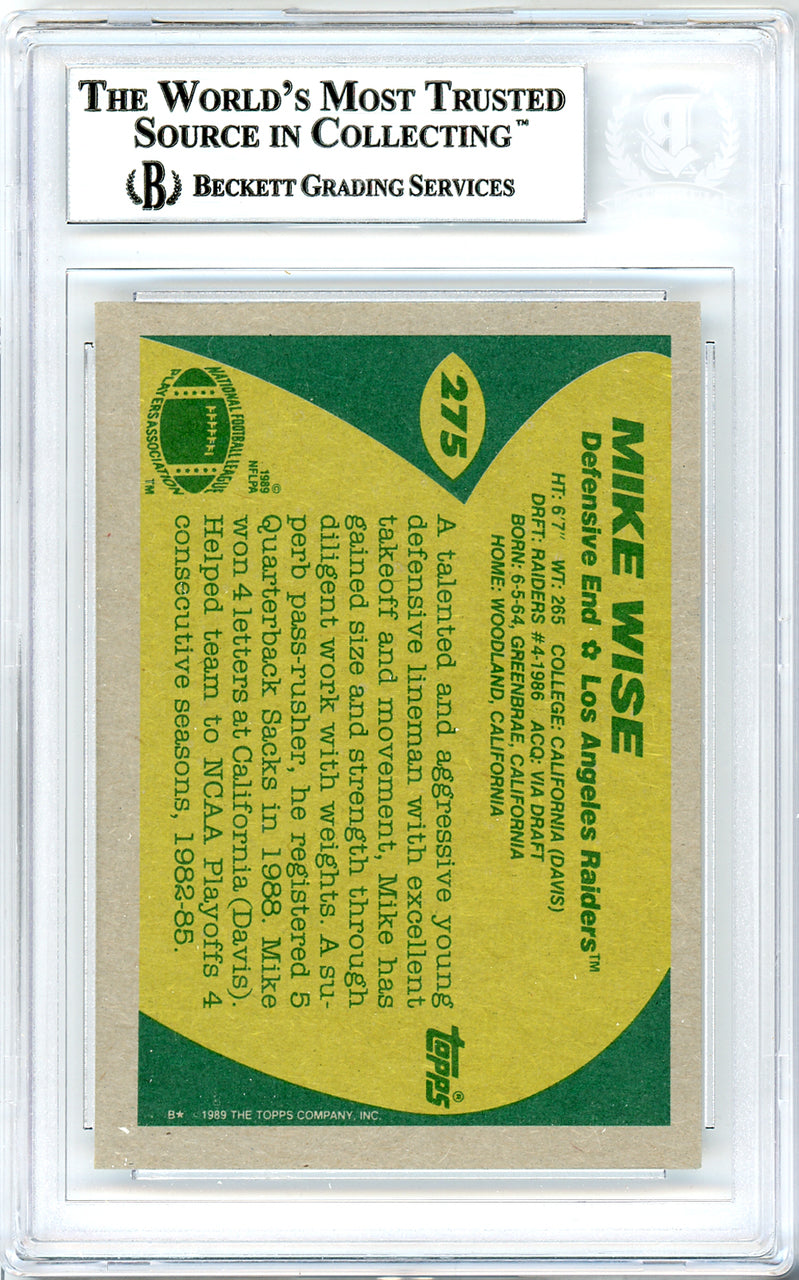 THE WORLD'S MOST TRUSTED
SOURCE IN COLLECTING™
B BECKETT GRADING SERVICES
B
275
MIKE WISE
Defensive End ✿ Los Angeles Raiders™
HT: 6'7" WT: 265 COLLEGE: CALIFORNIA (DAVIS)
DRFT: RAIDERS #4-1986 ACQ: VIA DRAFT
BORN: 6-5-64, GREENBRAE, CALIFORNIA
HOME: WOODLAND, CALIFORNIA
A talented and aggressive young
defensive lineman with excellent
takeoff and movement, Mike has
gained size and strength through
diligent work with weights. A su-
perb pass-rusher, he registered 5
Quarterback Sacks in 1988. Mike
won 4 letters at California (Davis).
Helped team to NCAA Playoffs 4
consecutive seasons, 1982-85.
NATIONAL FOOTBALL LEAGUE
PLAYERS ASSOCIATION ™
©
1989
NFLPA
topps®
B★ ©1989 THE TOPPS COMPANY, INC.